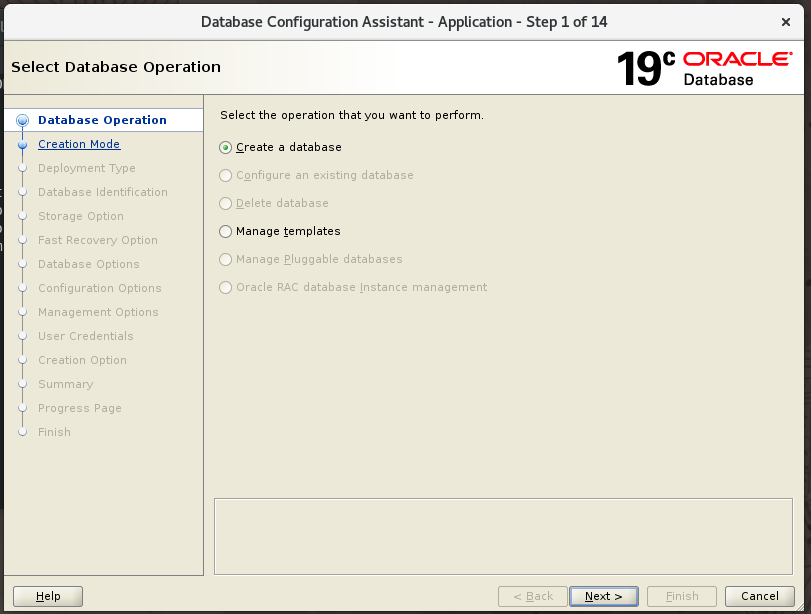 Database Configuration Assistant - Application - Step 1 of 14
×
Select Database Operation
19c ORACLE®
Database
Database Operation
Creation Mode
Deployment Type
Database Identification
Storage Option
Fast Recovery Option
Database Options
Configuration Options
Management Options
User Credentials
Creation Option
Summary
Progress Page
Finish
Select the operation that you want to perform.
Create a database
Configure an existing database
Delete database
Manage templates
Manage Pluggable databases
Oracle RAC database Instance management
Help
< Back
Next >
Finish
Cancel